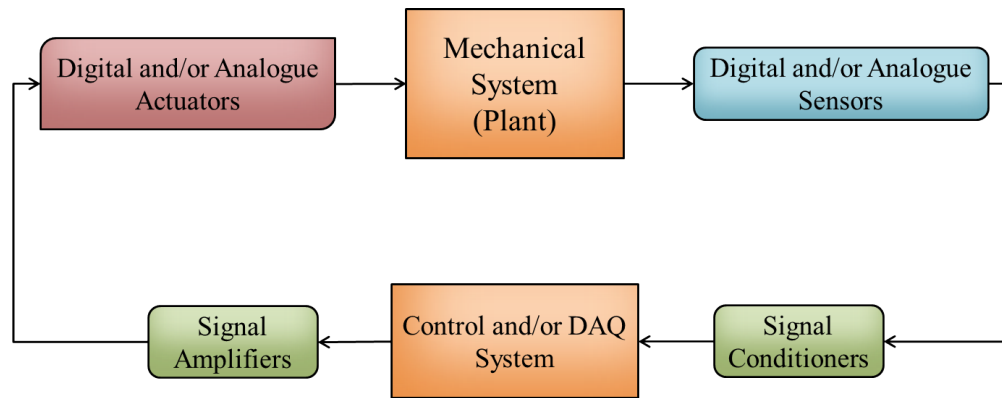 Digital and/or Analogue
Actuators
Mechanical
System
(Plant)
Digital and/or Analogue
Sensors
Signal
Amplifiers
Control and/or DAQ
System
Signal
Conditioners